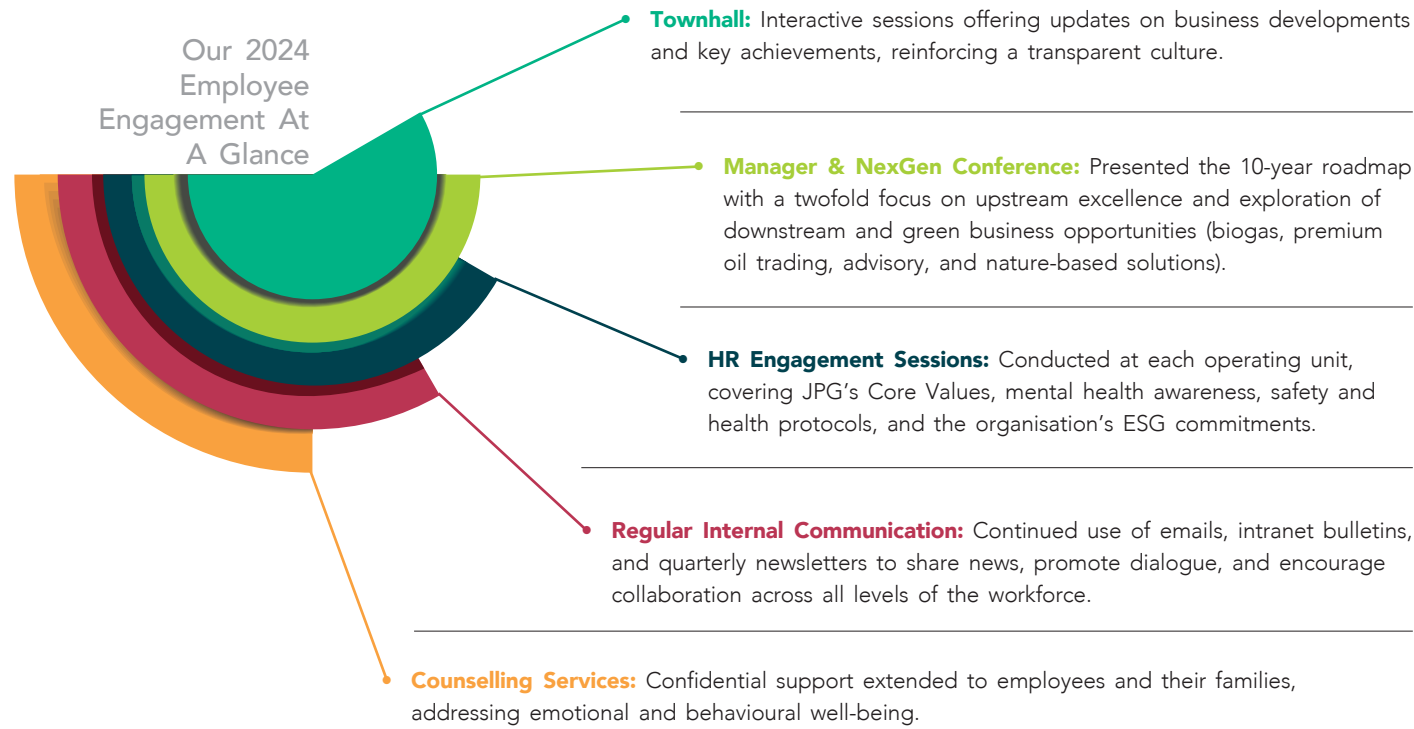 Our 2024
Employee
Engagement At
A Glance
Townhall: Interactive sessions offering updates on business developments
and key achievements, reinforcing a transparent culture.
Manager & NexGen Conference: Presented the 10-year roadmap
with a twofold focus on upstream excellence and exploration of
downstream and green business opportunities (biogas, premium
oil trading, advisory, and nature-based solutions).
HR Engagement Sessions: Conducted at each operating unit,
covering JPG's Core Values, mental health awareness, safety and
health protocols, and the organisation's ESG commitments.
Regular Internal Communication: Continued use of emails, intranet bulletins,
and quarterly newsletters to share news, promote dialogue, and encourage
collaboration across all levels of the workforce.
Counselling Services: Confidential support extended to employees and their families,
addressing emotional and behavioural well-being.